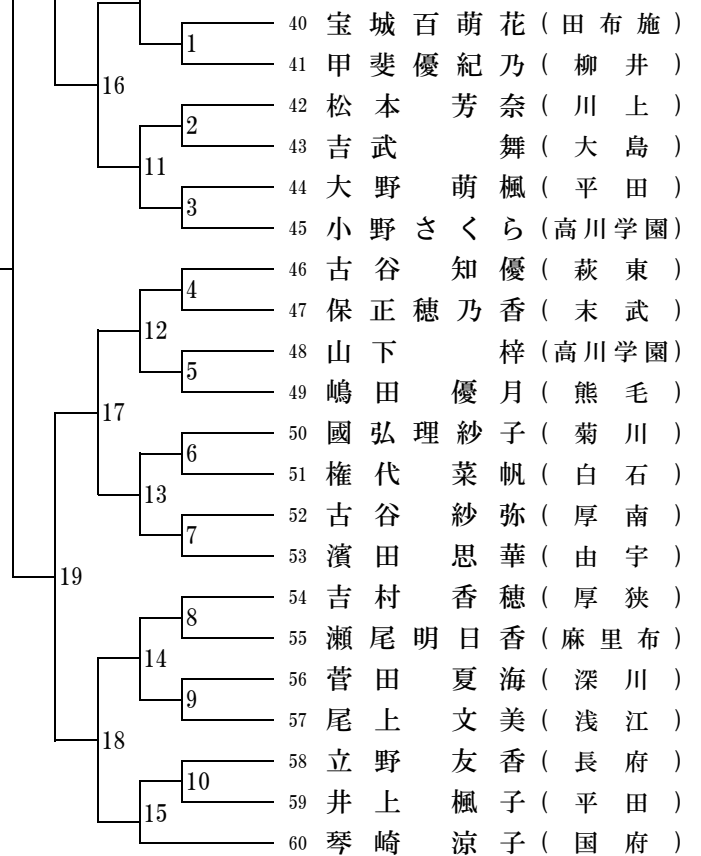 40 宝城百萌花(田布施)
1
41 甲斐優紀乃(柳井)
16
42 松本芳奈(川上)
2
43 吉武舞(大島)
11
44 大野萌楓(平田)
3
45 小野さくら(高川学園)
46 古谷知優(萩東)
4
47 保正穂乃香(末武)
12
48 山下梓(高川学園)
5
49 嶋田優月(熊毛)
17
50 國弘理紗子(菊川)
6
51 権代菜帆(白石)
13
52 古谷紗弥(厚南)
7
53 濱田思華(由宇)
19
54 吉村香穂(厚狭)
8
55 瀬尾明日香(麻里布)
14
56 菅田夏海(深川)
9
57 尾上文美(浅江)
18
58 立野友香(長府)
10
59 井上楓子(平田)
15
60 琴崎涼子(国府)